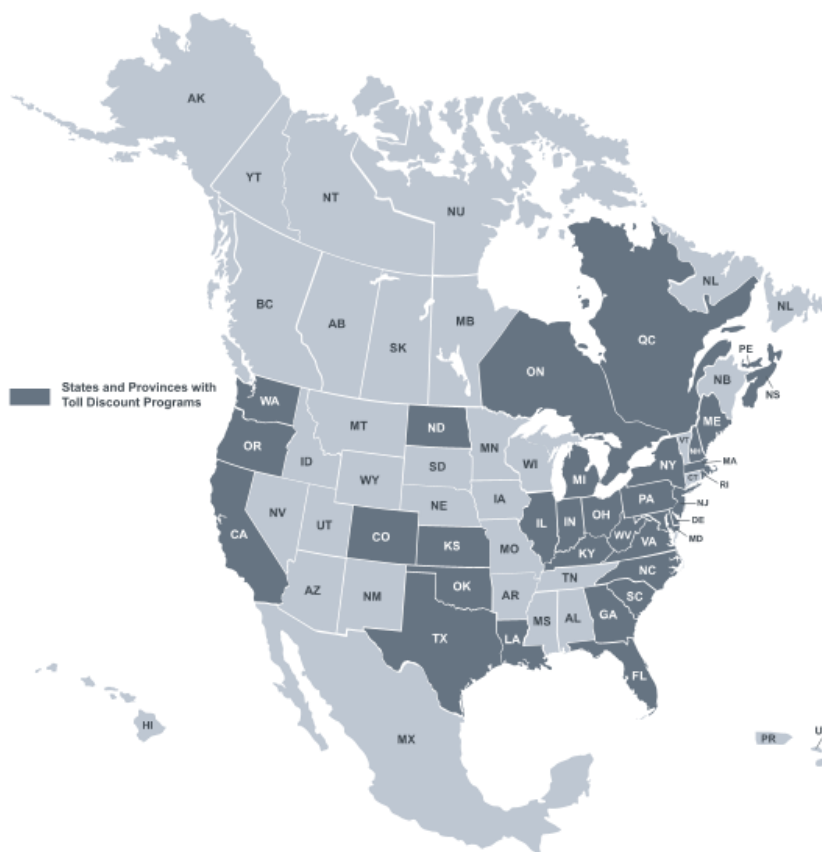 AK
YT
NT
NU
BC
AB
SK
MB
ON
QC
NL
NL
PE
NB
NS
States and Provinces with
Toll Discount Programs
WA
OR
CA
ID
NV
MT
WY
UT
AZ
ND
SD
NE
CO
NM
KS
OK
TX
MN
IA
MO
AR
LA
WI
IL
MI
IN
OH
KY
TN
MS
AL
GA
FL
SC
NC
VA
WV
PA
NY
VT
NH
ME
MA
RI
CT
NJ
DE
MD
HI
MX
PR
U